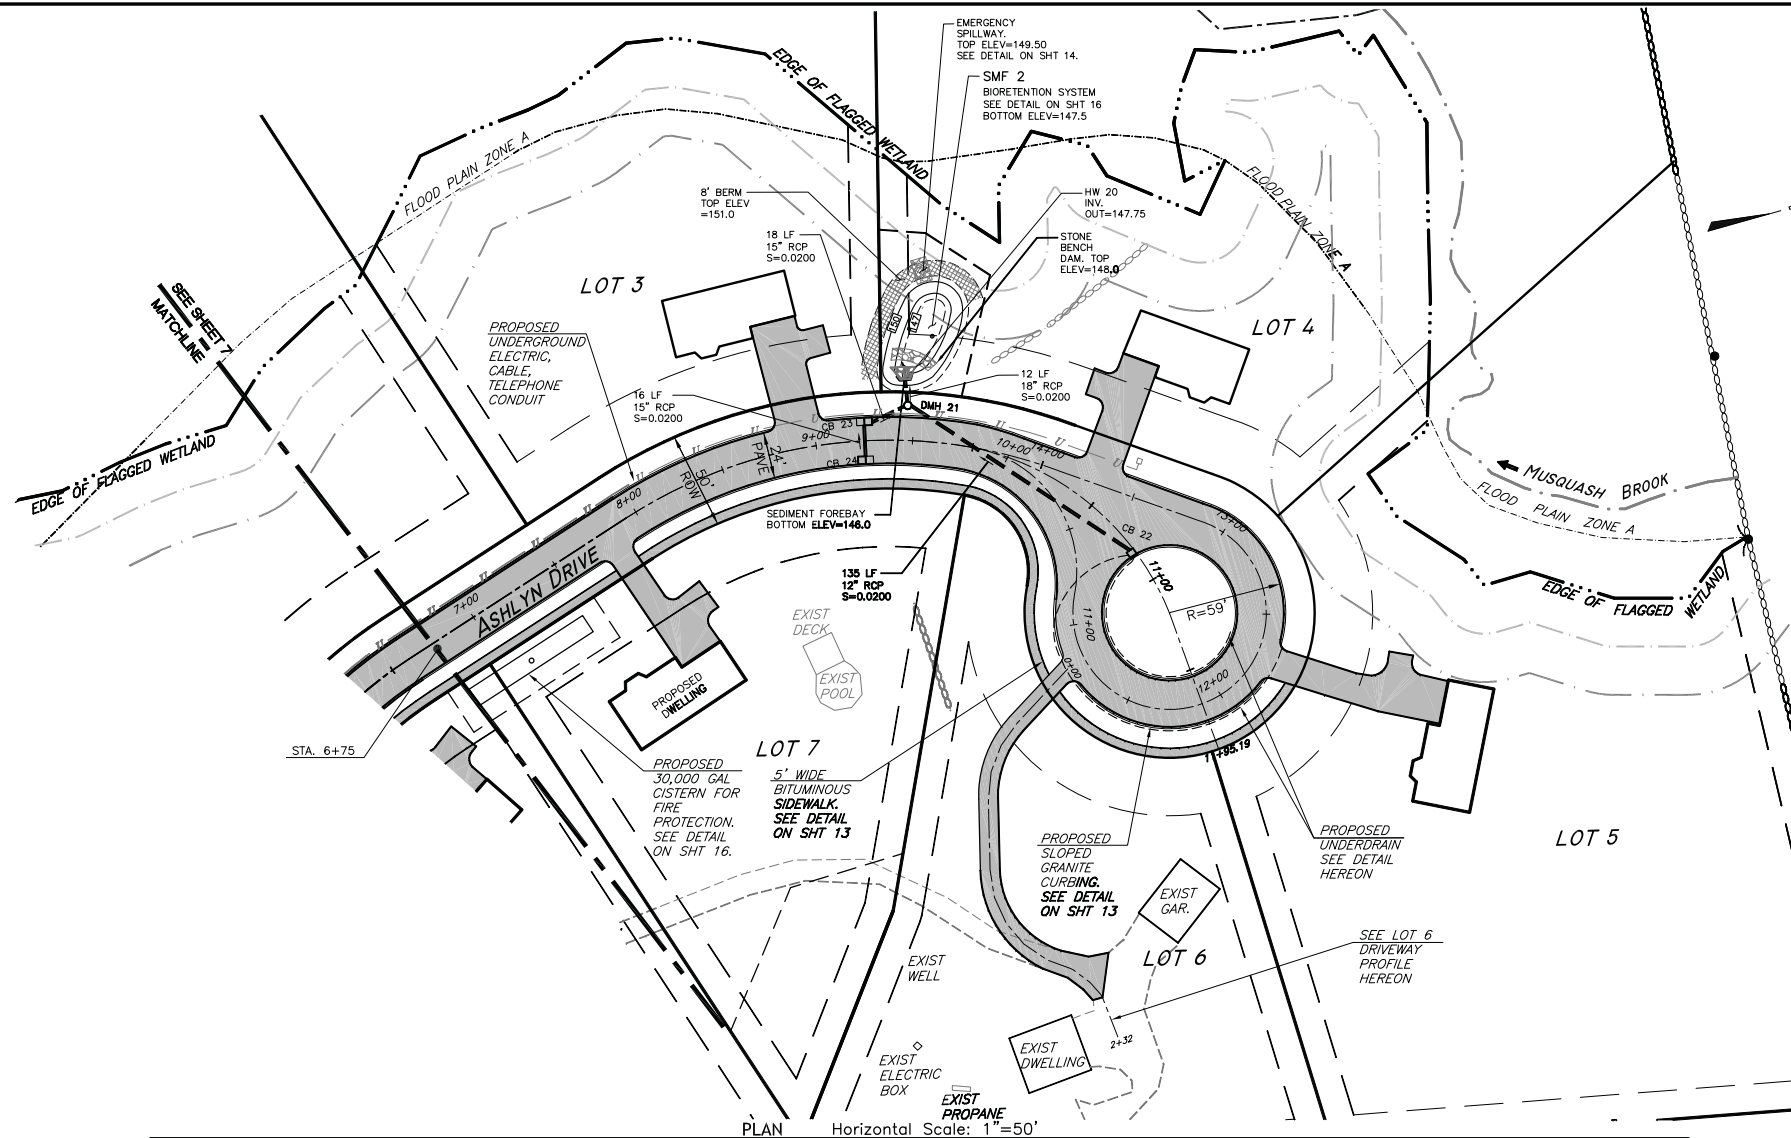 EMERGENCY
SPILLWAY.
TOP ELEV=149.50
SEE DETAIL ON SHT 14.
SMF 2
BIORETENTION SYSTEM
SEE DETAIL ON SHT 16
BOTTOM ELEV=147.5
EDGE OF FLAGGED WETLAND
FLOOD PLAIN ZONE A
8' BERM
TOP ELEV
=151.0
HW 20
INV.
OUT=147.75
18 LF
15" RCP
S=0.0200
STONE
BENCH
DAM. TOP
ELEV=148.0
FLOOD PLAIN ZONE A
LOT 3
LOT 4
SEE SHEET 7
MATCHLINE
PROPOSED
UNDERGROUND
ELECTRIC,
CABLE,
TELEPHONE
CONDUIT
150
147
16 LF
15" RCP
S=0.0200
12 LF
18" RCP
S=0.0200
DMH 21
CB 23
9+00
CB 24
24'
PAVE
50'
ROW
10+00
14+00
U
U
U
U
U
U
U
U
U
U
U
EDGE OF FLAGGED WETLAND
MUSQUASH BROOK
FLOOD PLAIN ZONE A
8+00
SEDIMENT FOREBAY
BOTTOM ELEV=146.0
CB 22
13+00
135 LF
12" RCP
S=0.0200
11+00
R=59'
EDGE OF FLAGGED WETLAND
7+00
ASHLYN DRIVE
EXIST
DECK
EXIST
POOL
11+00
0+00
12+00
PROPOSED
DWELLING
STA. 6+75
LOT 7
11+95.19
PROPOSED
30,000 GAL
CISTERN FOR
FIRE
PROTECTION.
SEE DETAIL
ON SHT 16.
5' WIDE
BITUMINOUS
SIDEWALK.
SEE DETAIL
ON SHT 13
PROPOSED
SLOPED
GRANITE
CURBING.
SEE DETAIL
ON SHT 13
PROPOSED
UNDERDRAIN
SEE DETAIL
HEREON
LOT 5
EXIST
GAR.
LOT 6
SEE LOT 6
DRIVEWAY
PROFILE
HEREON
EXIST
WELL
2+32
EXIST
DWELLING
EXIST
ELECTRIC
BOX
EXIST
PROPANE
PLAN Horizontal Scale: 1"=50'